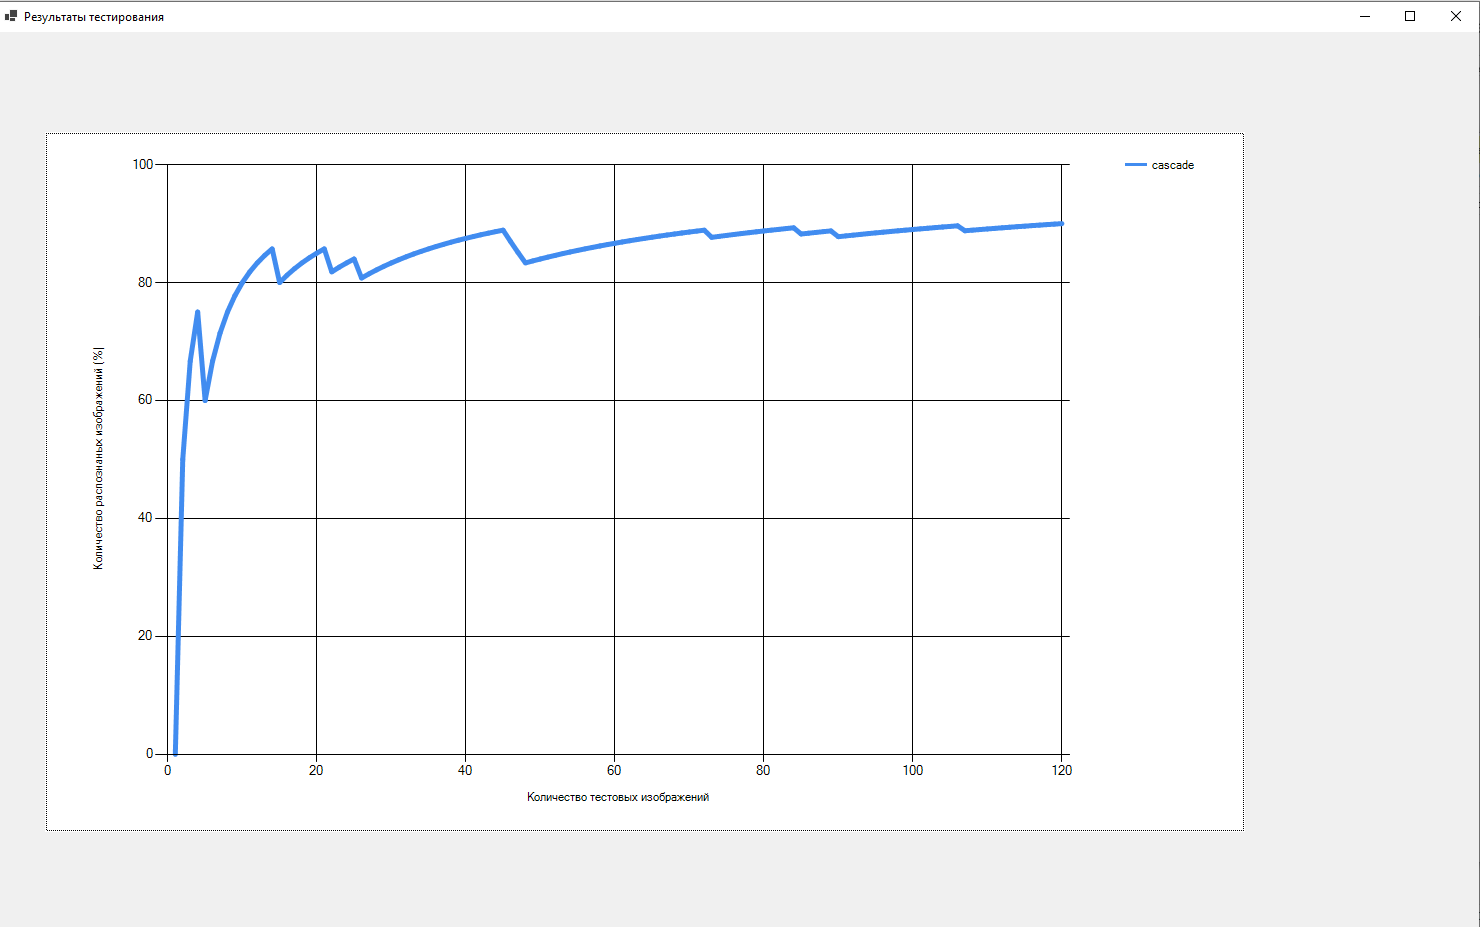 Результаты тестирования
cascade
100
80
60
40
20
0
Количество распознаных изображений (%|
0 20 40 60 80 100 120
Количество тестовых изображений